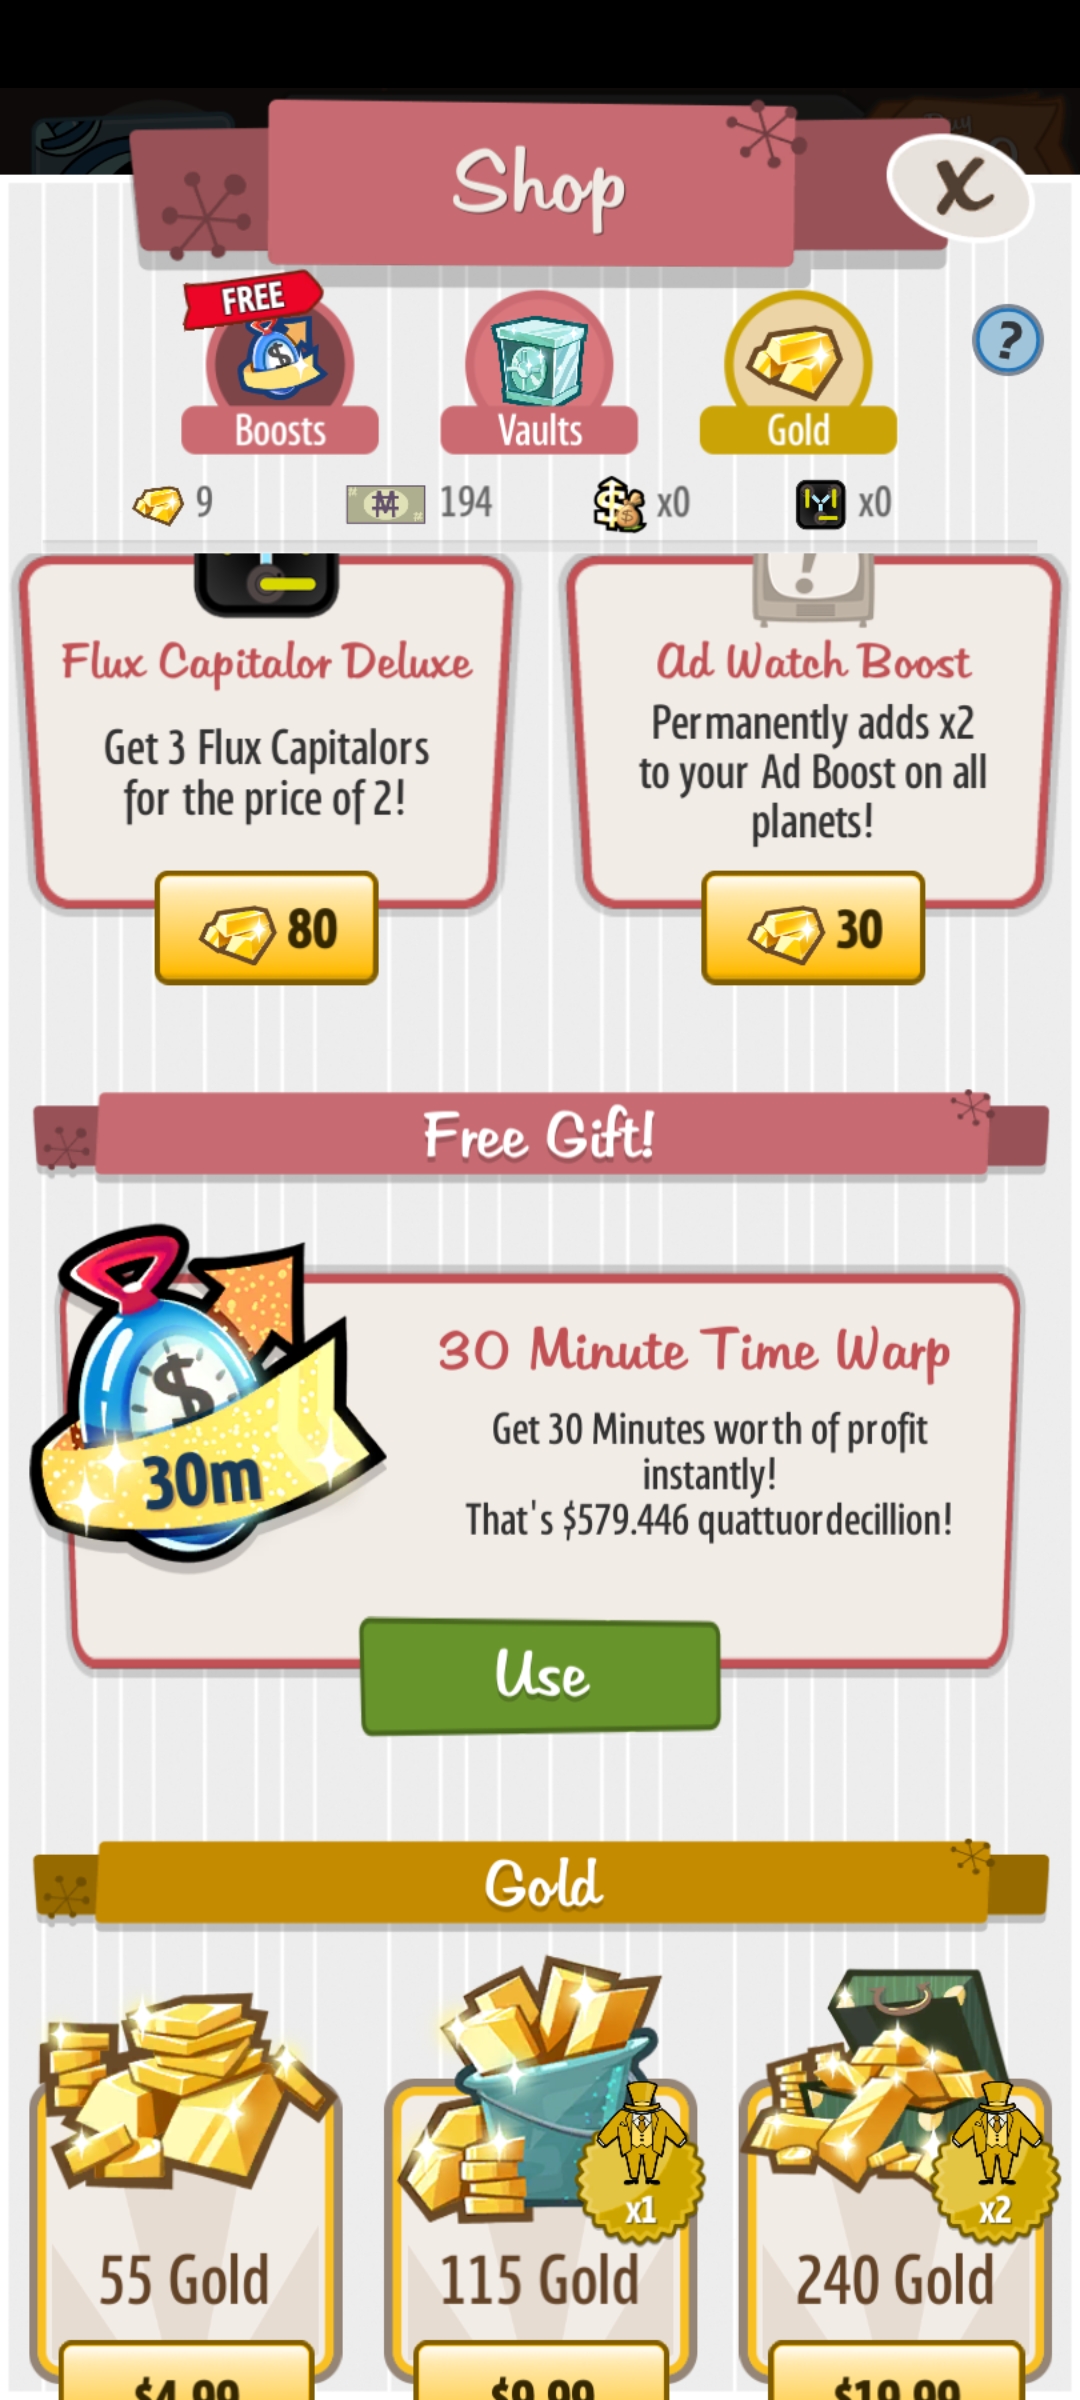 Shop
X
FREE
?
Boosts
Vaults
Gold
9
194
x0
x0
Flux Capitalor Deluxe
Get 3 Flux Capitalors
for the price of 2!
80
Ad Watch Boost
Permanently adds x2
to your Ad Boost on all
planets!
30
Free Gift!
30m
30 Minute Time Warp
Get 30 Minutes worth of profit
instantly!
That's $579.446 quattuordecillion!
Use
Gold
x1
x2
55 Gold
115 Gold
240 Gold
$4.99
$9.99
$19.99